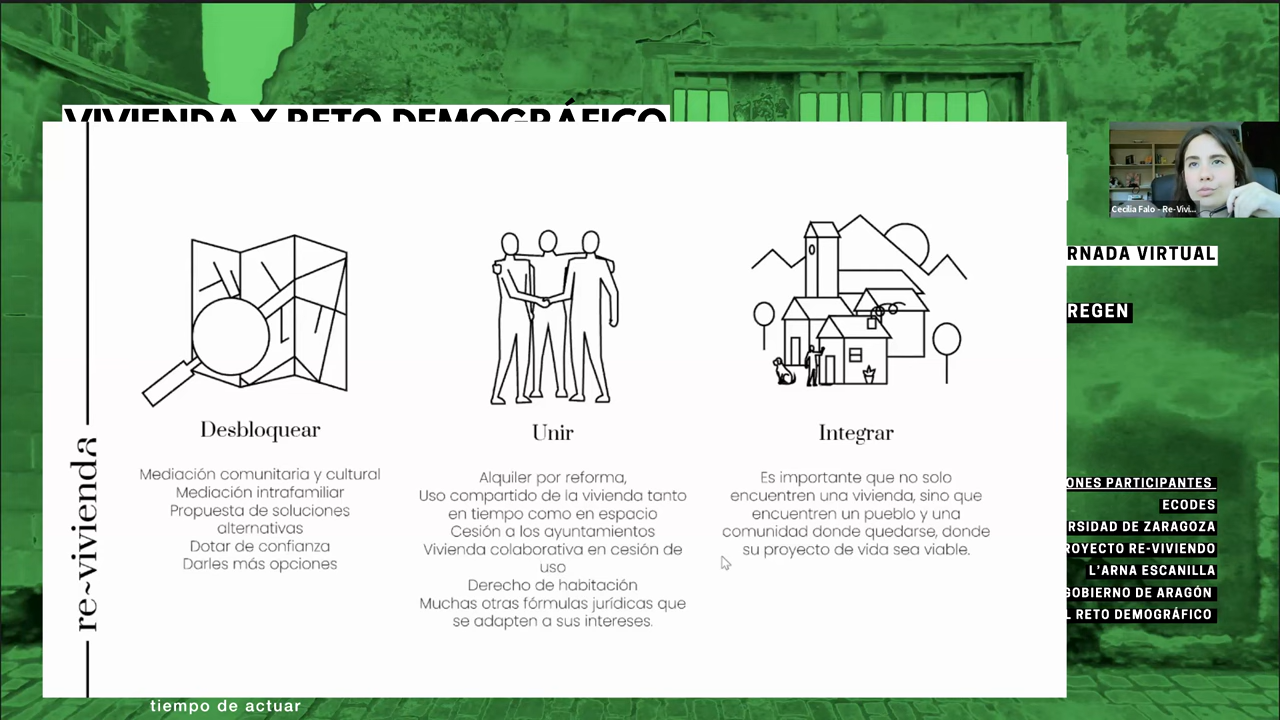 VIVIENDA Y RETO DEMOGRÁFICO
Cecilia Falo - Re-Vivi...
RNADA VIRTUAL
REGEN
re~vivienda
Desbloquear
Mediación comunitaria y cultural
Mediación intrafamiliar
Propuesta de soluciones
alternativas
Dotar de confianza
Darles más opciones
Unir
Alquiler por reforma,
Uso compartido de la vivienda tanto
en tiempo como en espacio
Cesión a los ayuntamientos
Vivienda colaborativa en cesión de
uso
Derecho de habitación
Muchas otras fórmulas jurídicas que
se adapten a sus intereses.
Integrar
Es importante que no solo
encuentren una vivienda, sino que
encuentren un pueblo y una
comunidad donde quedarse, donde
su proyecto de vida sea viable.
ONES PARTICIPANTES
ECODES
RSIDAD DE ZARAGOZA
ROYECTO RE-VIVIENDO
L'ARNA ESCANILLA
GOBIERNO DE ARAGÓN
L RETO DEMOGRÁFICO
tiempo de actuar